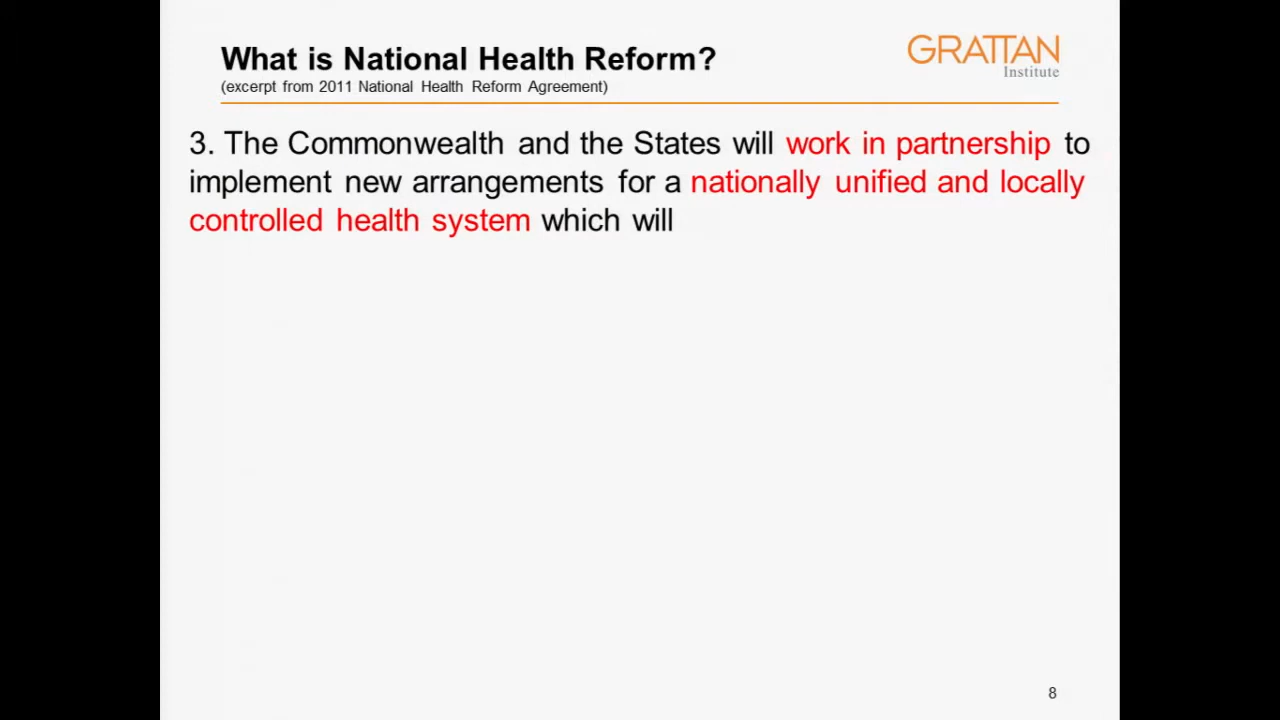 What is National Health Reform?
(excerpt from 2011 National Health Reform Agreement)
GRATTAN
Institute
3. The Commonwealth and the States will work in partnership to
implement new arrangements for a nationally unified and locally
controlled health system which will
8